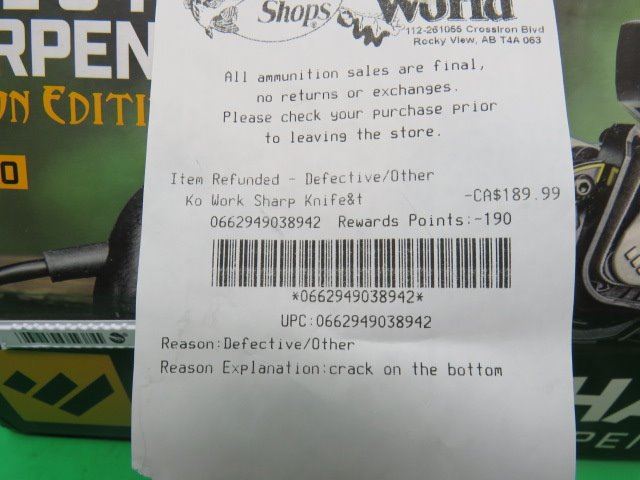 Shops
World
112-261055 CrossIron Blvd
Rocky View, AB T4A 0G3
RPEN
ON EDITI
All ammunition sales are final,
no returns or exchanges.
Please check your purchase prior
to leaving the store.
Item Refunded - Defective/Other
Ko Work Sharp Knife&t -CA$189.99
0662949038942 Rewards Points:-190
*0662949038942*
UPC:0662949038942
Reason:Defective/Other
Reason Explanation:crack on the bottom
HA
PE